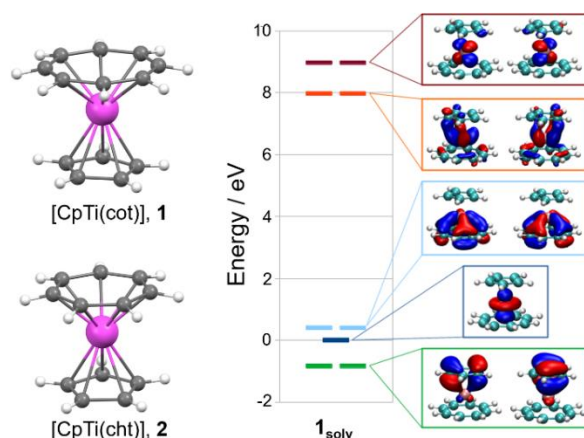 [CpTi(cot)], 1
[CpTi(cht)], 2
Energy / eV
10
8
6
4
2
0
-2
1solv